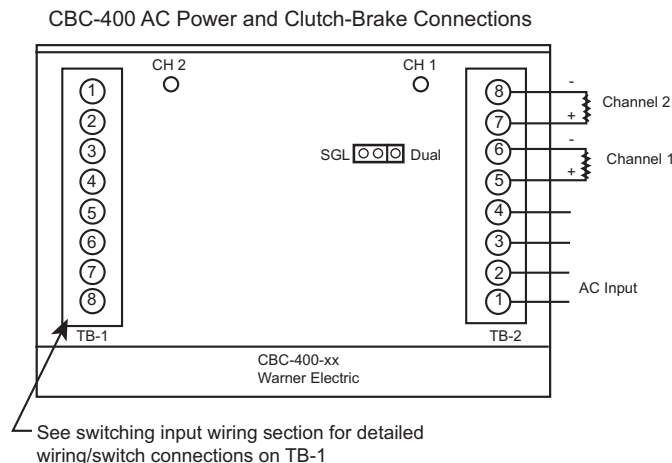 CBC-400 AC Power and Clutch-Brake Connections
CH 2
CH 1
1
2
3
4
5
6
7
8
TB-1
SGL Dual
8
7
6
5
4
3
2
1
TB-2
-
+
Channel 2
-
+
Channel 1
AC Input
CBC-400-xx
Warner Electric
See switching input wiring section for detailed
wiring/switch connections on TB-1